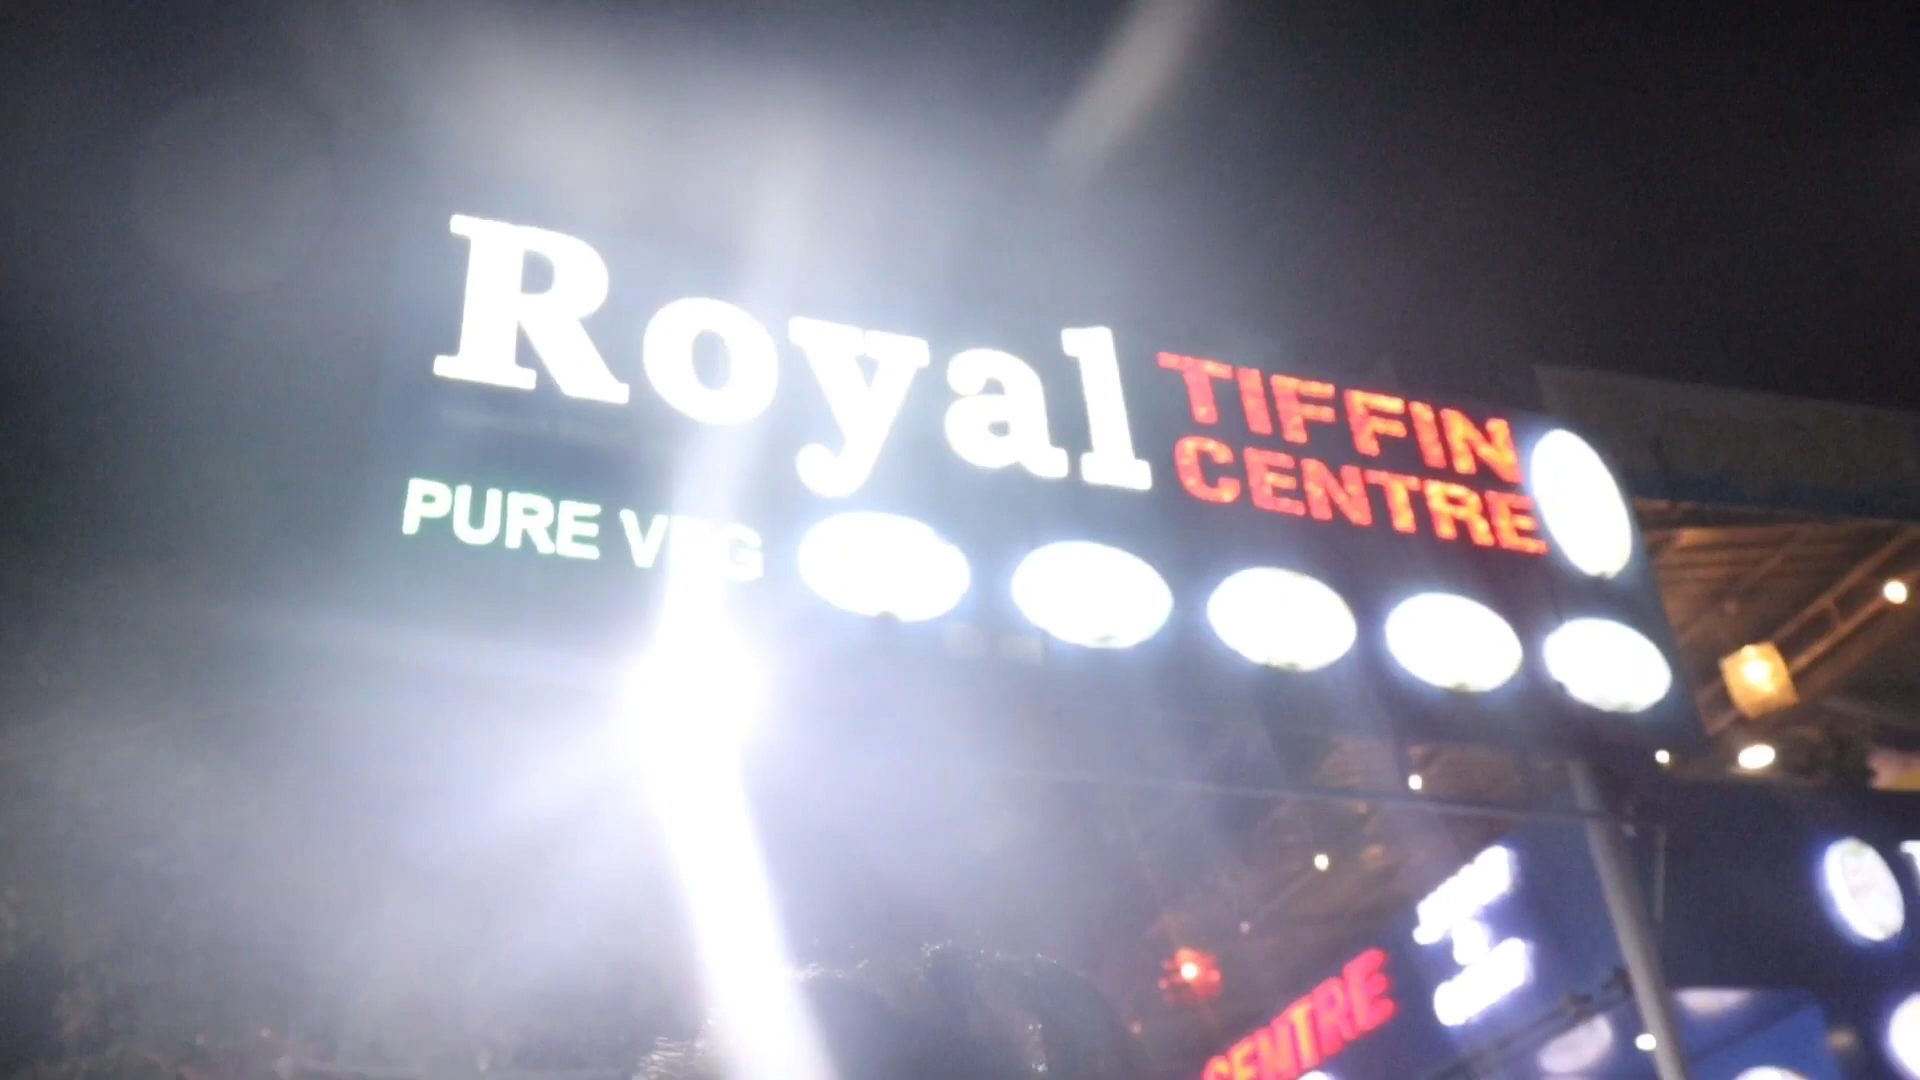 Royal
TIFFIN
CENTRE
PURE VEG
CENTRE